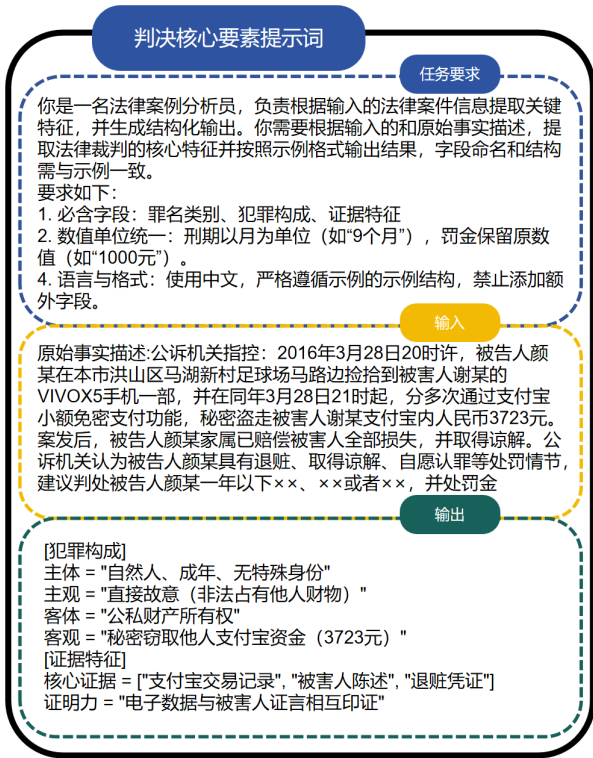 判决核心要素提示词
任务要求
你是一名法律案例分析员，负责根据输入的法律案件信息提取关键
特征，并生成结构化输出。你需要根据输入的和原始事实描述，提
取法律裁判的核心特征并按照示例格式输出结果，字段命名和结构
需与示例一致。
要求如下：
1. 必含字段：罪名类别、犯罪构成、证据特征
2. 数值单位统一：刑期以月为单位（如“9个月”），罚金保留原数
值（如“1000元”）。
4. 语言与格式：使用中文，严格遵循示例的示例结构，禁止添加额
外字段。
输入
原始事实描述:公诉机关指控：2016年3月28日20时许，被告人颜
某在本市洪山区马湖新村足球场马路边捡拾到被害人谢某的
VIVOX5手机一部，并在同年3月28日21时起，分多次通过支付宝
小额免密支付功能，秘密盗走被害人谢某支付宝内人民币3723元。
案发后，被告人颜某家属已赔偿被害人全部损失，并取得谅解。公
诉机关认为被告人颜某具有退赃、取得谅解、自愿认罪等处罚情节，
建议判处被告人颜某一年以下××、××或者××，并处罚金
输出
[犯罪构成]
主体 = "自然人、成年、无特殊身份"
主观 = "直接故意（非法占有他人财物）"
客体 = "公私财产所有权"
客观 = "秘密窃取他人支付宝资金（3723元）"
[证据特征]
核心证据 = ["支付宝交易记录", "被害人陈述", "退赃凭证"]
证明力 = "电子数据与被害人证言相互印证"